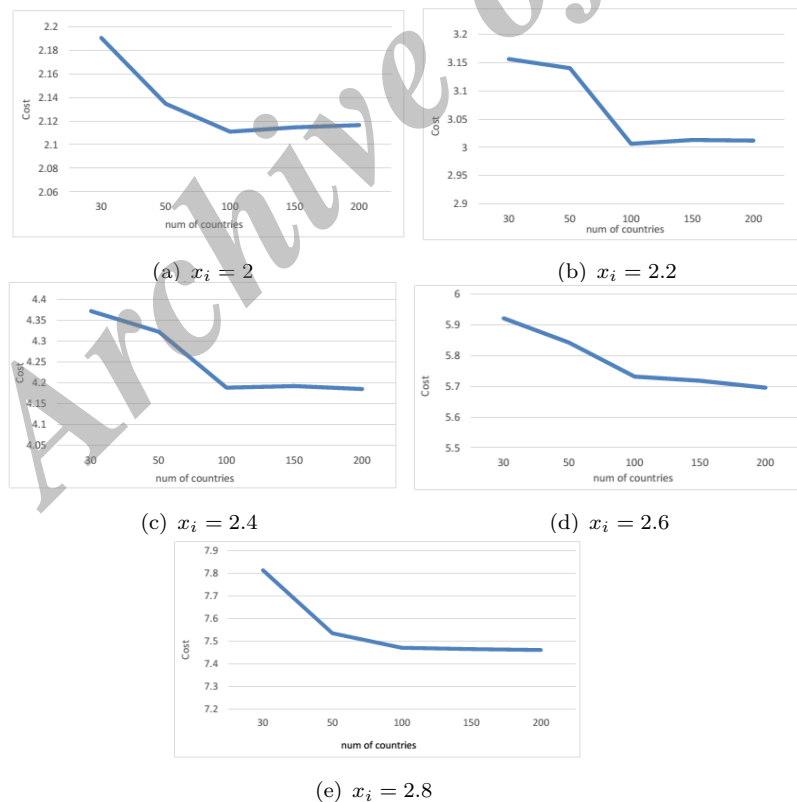 Archive of
2.2
2.18
2.16
2.14
2.12
2.1
2.08
2.06
Cost
30 50 100 150 200
num of countries
(a) x_i = 2
3.2
3.15
3.1
3.05
3
2.95
2.9
Cost
30 50 100 150 200
num of countries
(b) x_i = 2.2
4.4
4.35
4.3
4.25
4.2
4.15
4.1
4.05
Cost
30 50 100 150 200
num of countries
(c) x_i = 2.4
6
5.9
5.8
5.7
5.6
5.5
Cost
30 50 100 150 200
num of countries
(d) x_i = 2.6
7.9
7.8
7.7
7.6
7.5
7.4
7.3
7.2
Cost
30 50 100 150 200
num of countries
(e) x_i = 2.8